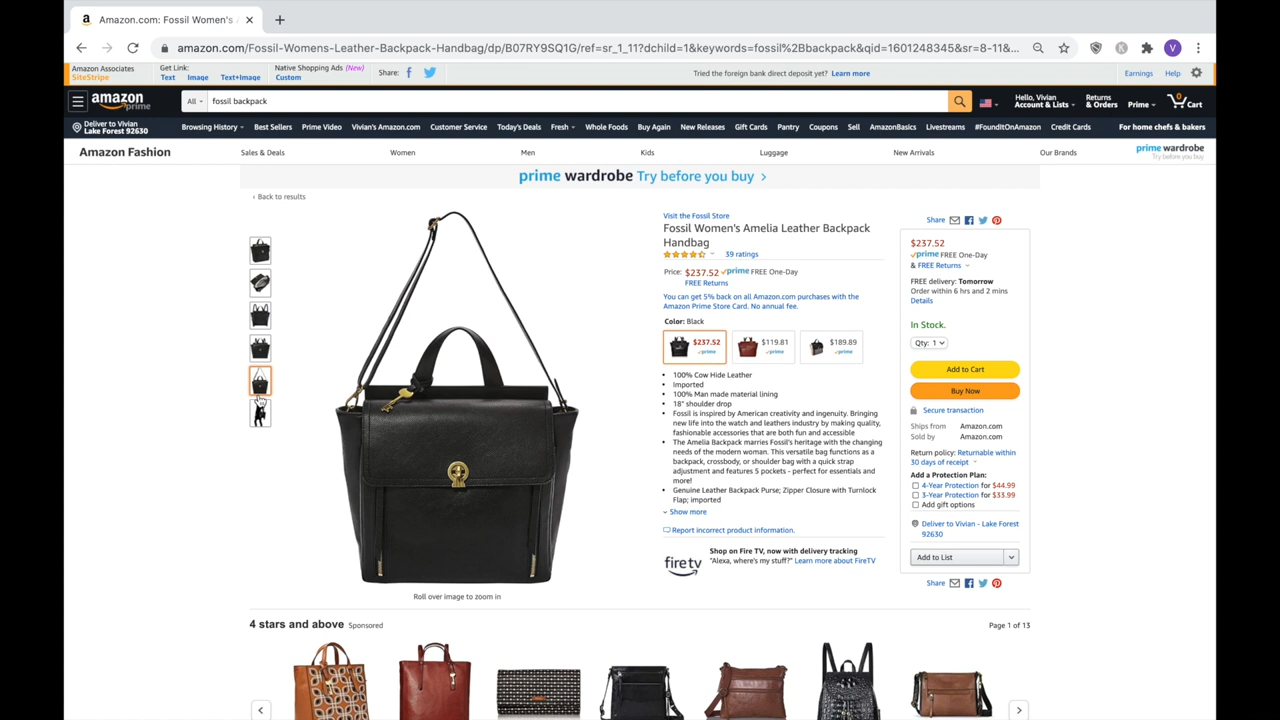 Amazon.com: Fossil Women's
amazon.com/Fossil-Womens-Leather-Backpack-Handbag/dp/B07RY9SQ1G/ref=sr_1_11?dchild=1&keywords=fossil%2Bbackpack&qid=1601248345&sr=8-11&...
V
Amazon Associates
SiteStripe
Get Link:
Text Image Text+Image
Native Shopping Ads (New)
Custom
Share:
Tried the foreign bank direct deposit yet? Learn more
Earnings Help
amazon
prime
All
fossil backpack
Hello, Vivian
Account & Lists
Returns
& Orders
Prime
0
Cart
Deliver to Vivian
Lake Forest 92630
Browsing History Best Sellers Prime Video Vivian's Amazon.com Customer Service Today's Deals Fresh Whole Foods Buy Again New Releases Gift Cards Pantry Coupons Sell AmazonBasics Livestreams #FoundItOnAmazon Credit Cards For home chefs & bakers
Amazon Fashion Sales & Deals Women Men Kids Luggage New Arrivals Our Brands
prime wardrobe
Try before you buy
prime wardrobe Try before you buy >
‹ Back to results
Visit the Fossil Store
Fossil Women's Amelia Leather Backpack
Handbag
39 ratings
Price: $237.52 prime FREE One-Day
FREE Returns
You can get 5% back on all Amazon.com purchases with the
Amazon Prime Store Card. No annual fee.
Color: Black
$237.52
prime
$119.81
prime
$189.89
prime
100% Cow Hide Leather
Imported
100% Man made material lining
18" shoulder drop
Fossil is inspired by American creativity and ingenuity. Bringing
new life into the watch and leathers industry by making quality,
fashionable accessories that are both fun and accessible
The Amelia Backpack marries Fossil's heritage with the changing
needs of the modern woman. This versatile bag functions as a
backpack, crossbody, or shoulder bag with a quick strap
adjustment and features 5 pockets - perfect for essentials and
more!
Genuine Leather Backpack Purse; Zipper Closure with Turnlock
Flap; imported
Show more
Report incorrect product information.
fire tv
Shop on Fire TV, now with delivery tracking
"Alexa, where's my stuff?" Learn more about FireTV
Roll over image to zoom in
Share
$237.52
prime FREE One-Day
& FREE Returns
FREE delivery: Tomorrow
Order within 6 hrs and 2 mins
Details
In Stock.
Qty: 1
Add to Cart
Buy Now
Secure transaction
Ships from Amazon.com
Sold by Amazon.com
Return policy: Returnable within
30 days of receipt
Add a Protection Plan:
4-Year Protection for $44.99
3-Year Protection for $33.99
Add gift options
Deliver to Vivian - Lake Forest
92630
Add to List
Share
4 stars and above Sponsored
Page 1 of 13